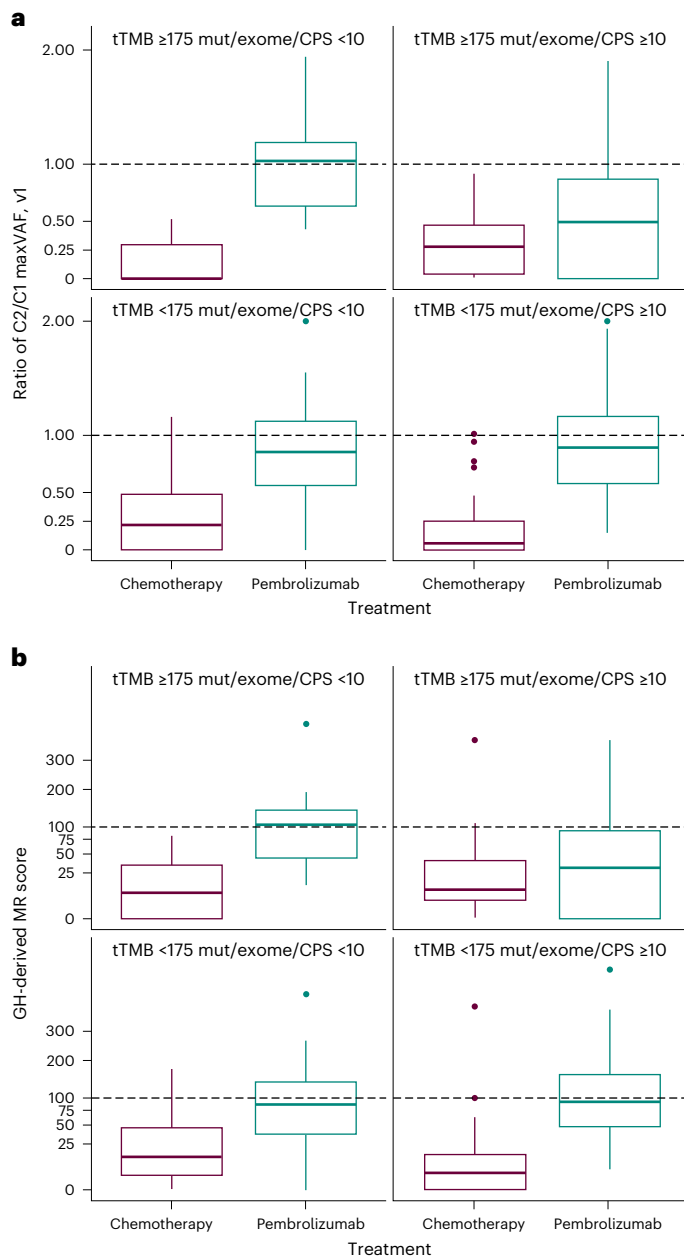 a
tTMB ≥175 mut/exome/CPS <10
tTMB ≥175 mut/exome/CPS ≥10
2.00
1.00
0.50
0.25
0
Ratio of C2/C1 maxVAF, v1
tTMB <175 mut/exome/CPS <10
tTMB <175 mut/exome/CPS ≥10
2.00
1.00
0.50
0.25
0
Chemotherapy
Pembrolizumab
Chemotherapy
Pembrolizumab
Treatment
b
tTMB ≥175 mut/exome/CPS <10
tTMB ≥175 mut/exome/CPS ≥10
300
200
100
75
50
25
0
GH-derived MR score
tTMB <175 mut/exome/CPS <10
tTMB <175 mut/exome/CPS ≥10
300
200
100
75
50
25
0
Chemotherapy
Pembrolizumab
Chemotherapy
Pembrolizumab
Treatment